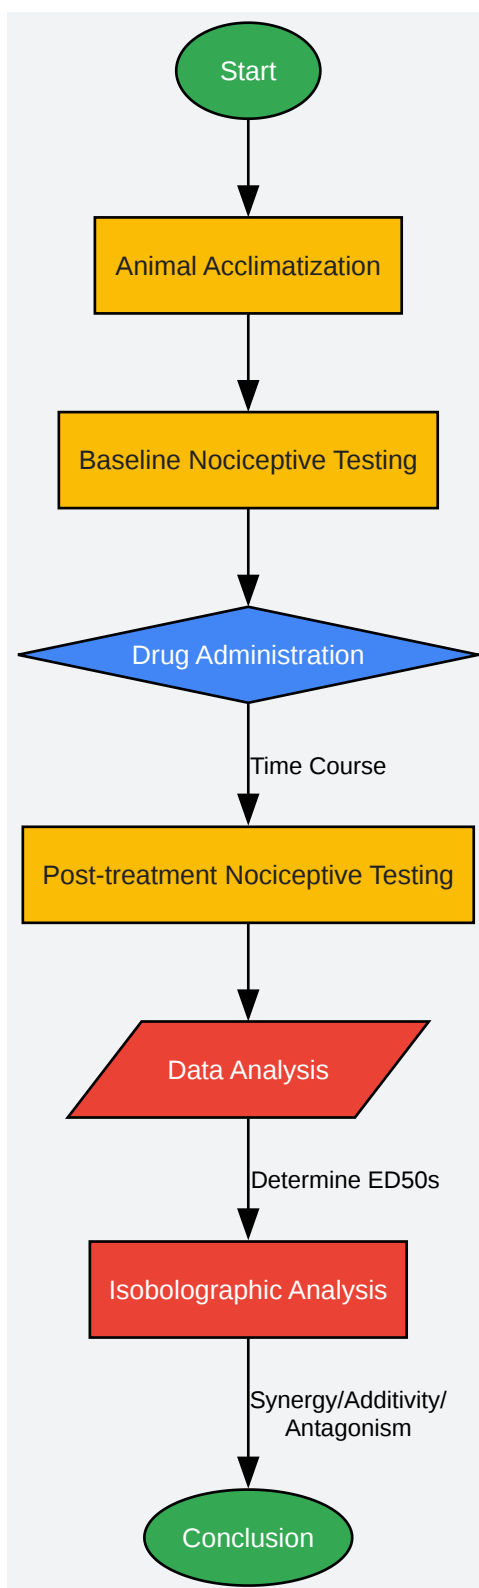 Start
Animal Acclimatization
Baseline Nociceptive Testing
Drug Administration
Time Course
Post-treatment Nociceptive Testing
Data Analysis
Determine ED50s
Isobolographic Analysis
Synergy/Additivity/
Antagonism
Conclusion